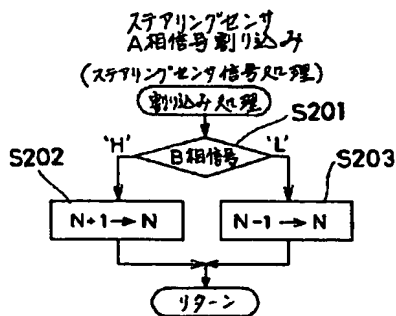 ステアリングセンサ
A相信号割り込み
(ステアリングセンサ信号処理)
割り込み処理
S201
'H'
B相信号
'L'
S202
S203
N+1→N
N-1→N
リターン